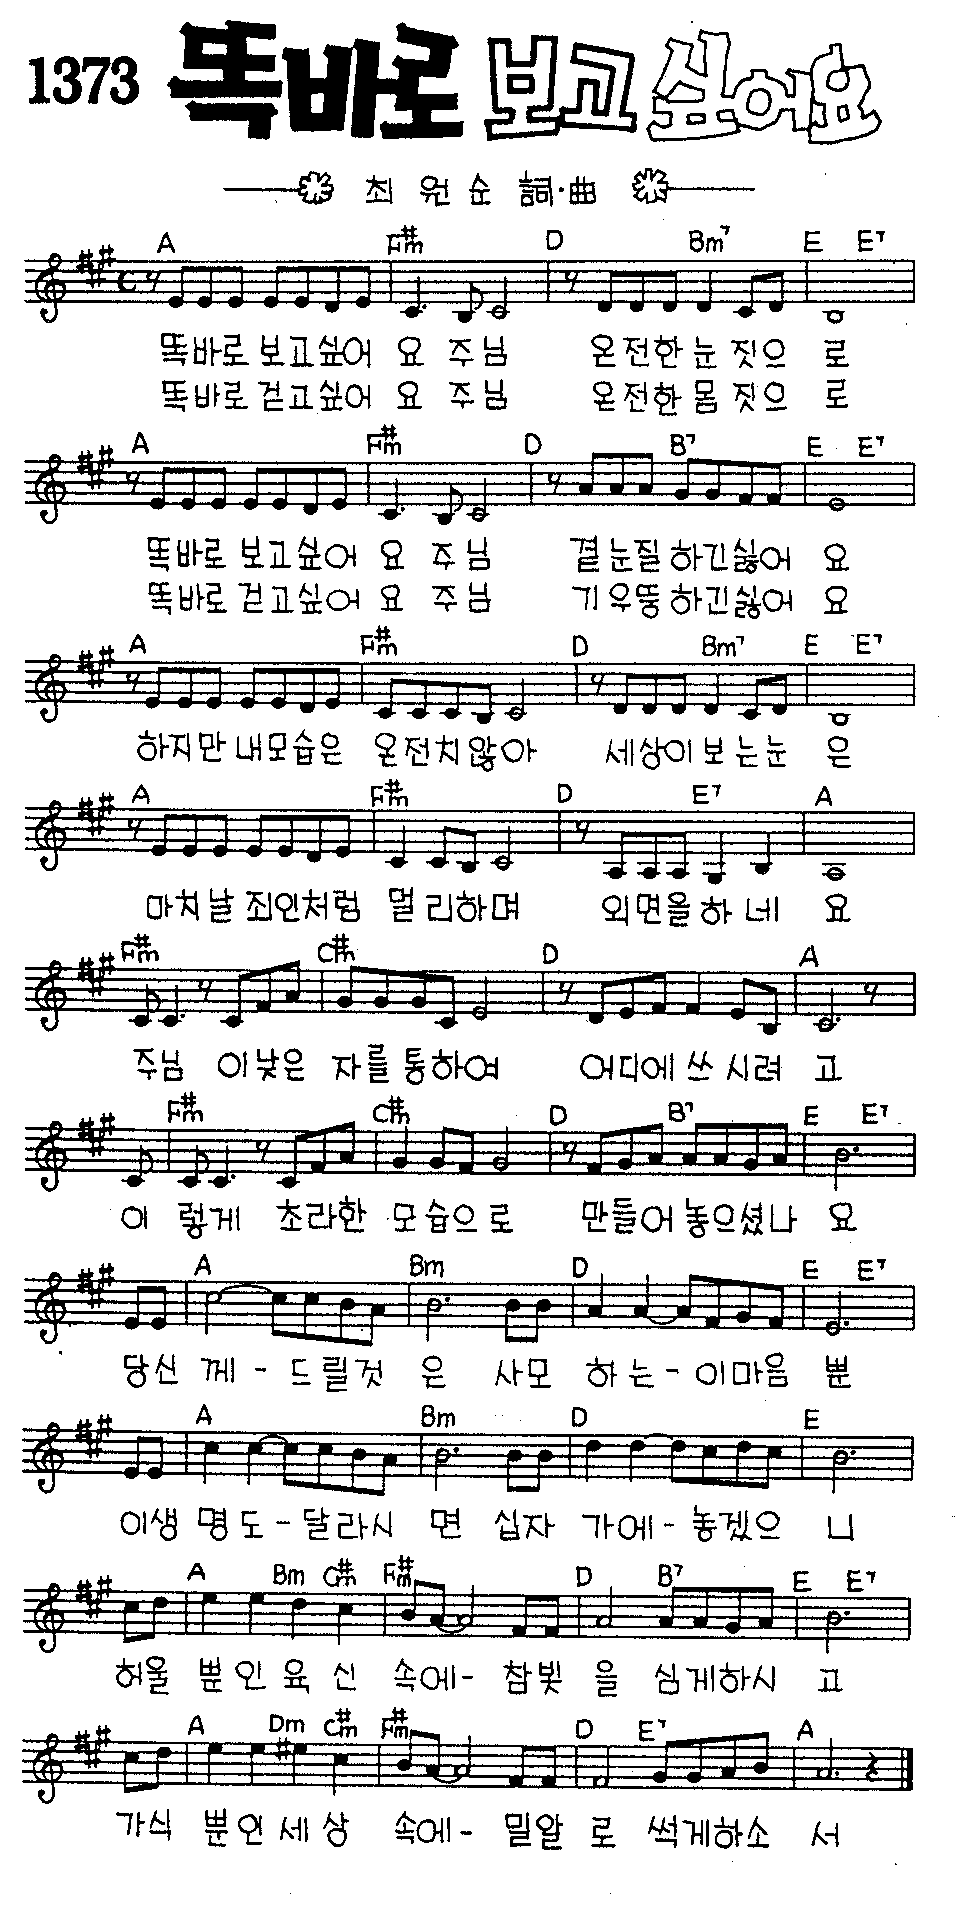 1373 똑바로 보고 싶어요
최 원 순 詞·曲
A F#m D Bm7 E E7
똑바로 보고싶어 요 주님 온전한 눈 짓으 로
똑바로 걷고싶어 요 주님 온전한 몸 짓으 로
A F#m D B7 E E7
똑바로 보고싶어 요 주님 곁눈질 하긴싫어 요
똑바로 걷고싶어 요 주님 기우뚱 하긴싫어 요
A F#m D Bm7 E E7
하지만 내모습은 온전치않아 세상이 보는눈 은
A F#m D E7 A
마치날 죄인처럼 멀리하며 외면을하 네 요
F#m C#m D A
주님 이낮은 자를통하여 어디에 쓰시려 고
F#m C#m D B7 E E7
이 렇게 초라한 모습으로 만들어 놓으셨나 요
A Bm D E E7
당신 께- 드릴것 은 사모 하는- 이마음 뿐
A Bm D E
이생 명도- 달라시 면 십자 가에- 놓겠으 니
A Bm C#m F#m D B7 E E7
허울 뿐인육신 속에- 참빛 을 심게하시 고
A Dm C#m F#m D E7 A
가식 뿐인세상 속에- 밀알 로 썩게하소 서